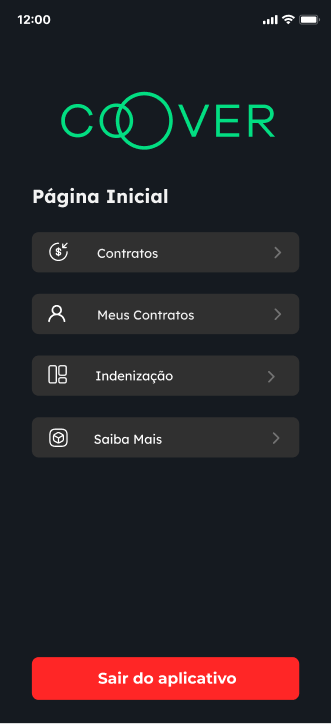 12:00
COOVER
Página Inicial
Contratos
Meus Contratos
Indenização
Saiba Mais
Sair do aplicativo